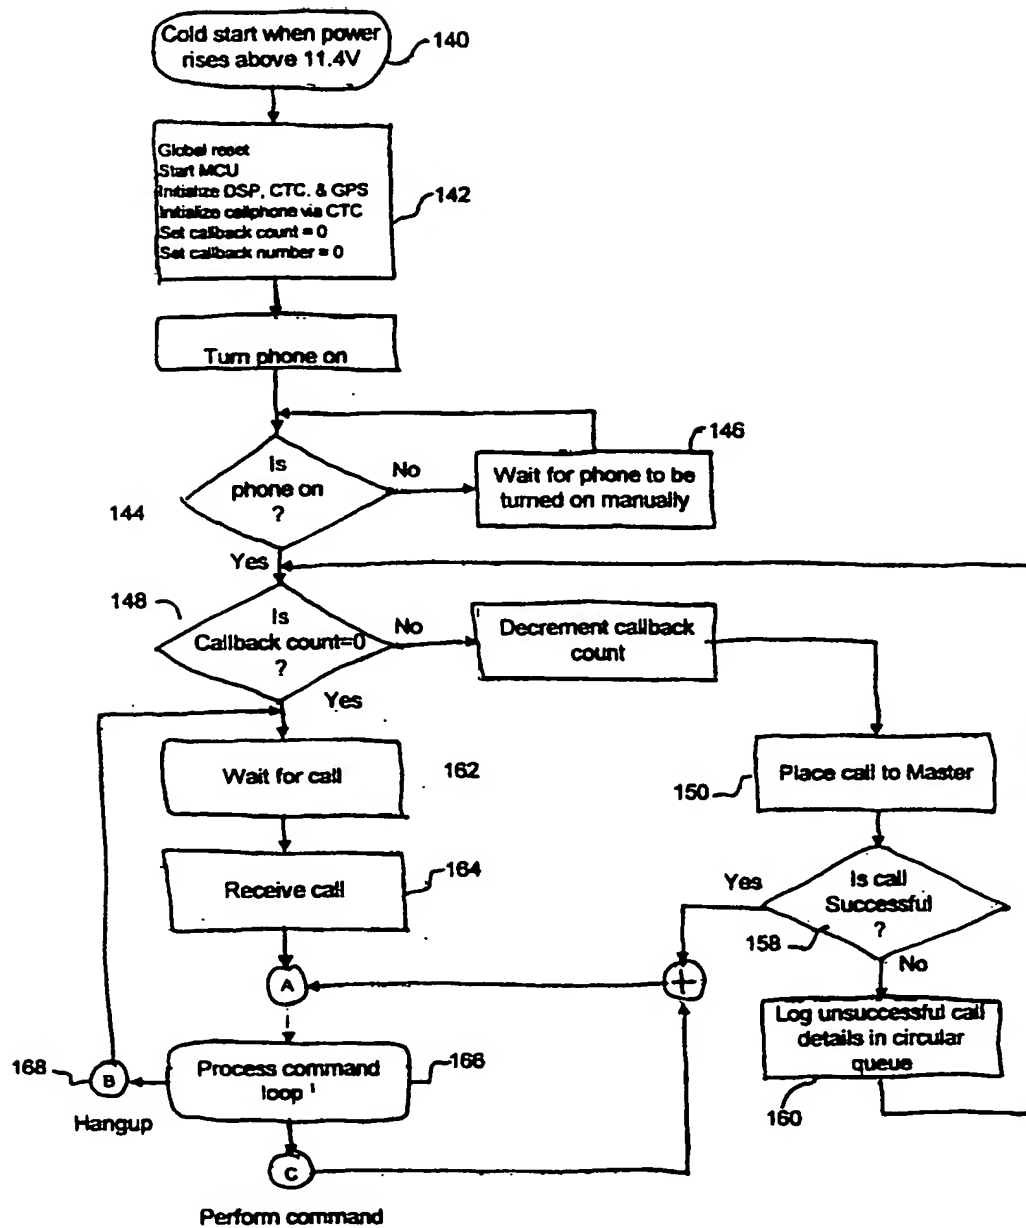 Cold start when power
rises above 11.4V
140
Global reset
Start MCU
Initialize DSP, CTC. & GPS
Initialize cellphone via CTC
Set callback count = 0
Set callback number = 0
142
Turn phone on
Is
phone on
?
No
144
Yes
146
Wait for phone to be
turned on manually
148
Is
Callback count=0
?
No
Yes
Decrement callback
count
Wait for call
162
150
Place call to Master
Receive call
164
Yes
Is call
Successful
?
158
No
A
+
Log unsuccessful call
details in circular
queue
160
168
B
Hangup
Process command
loop ¹
166
C
Perform command